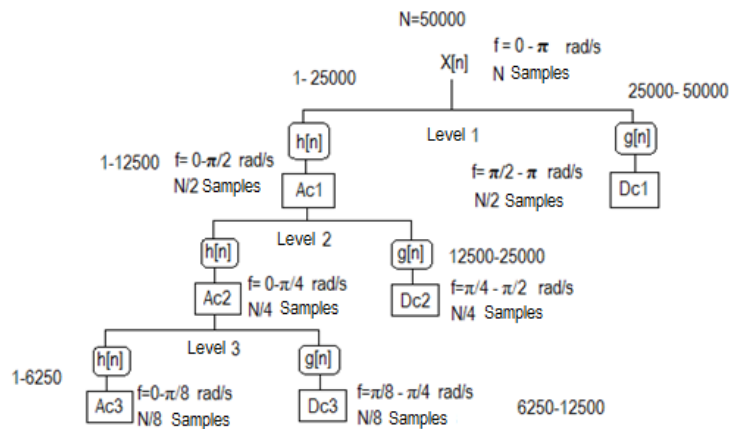 N=50000
f = 0 - π rad/s
X[n]
N Samples
1- 25000
25000- 50000
Level 1
h[n]
g[n]
1-12500
f= 0-π/2 rad/s
N/2 Samples
Ac1
f= π/2 - π rad/s
N/2 Samples
Dc1
Level 2
h[n]
g[n]
12500-25000
Ac2
f= 0-π/4 rad/s
N/4 Samples
Dc2
f=π/4 - π/2 rad/s
N/4 Samples
Level 3
h[n]
g[n]
1-6250
Ac3
f=0-π/8 rad/s
N/8 Samples
Dc3
f=π/8 - π/4 rad/s
N/8 Samples
6250-12500